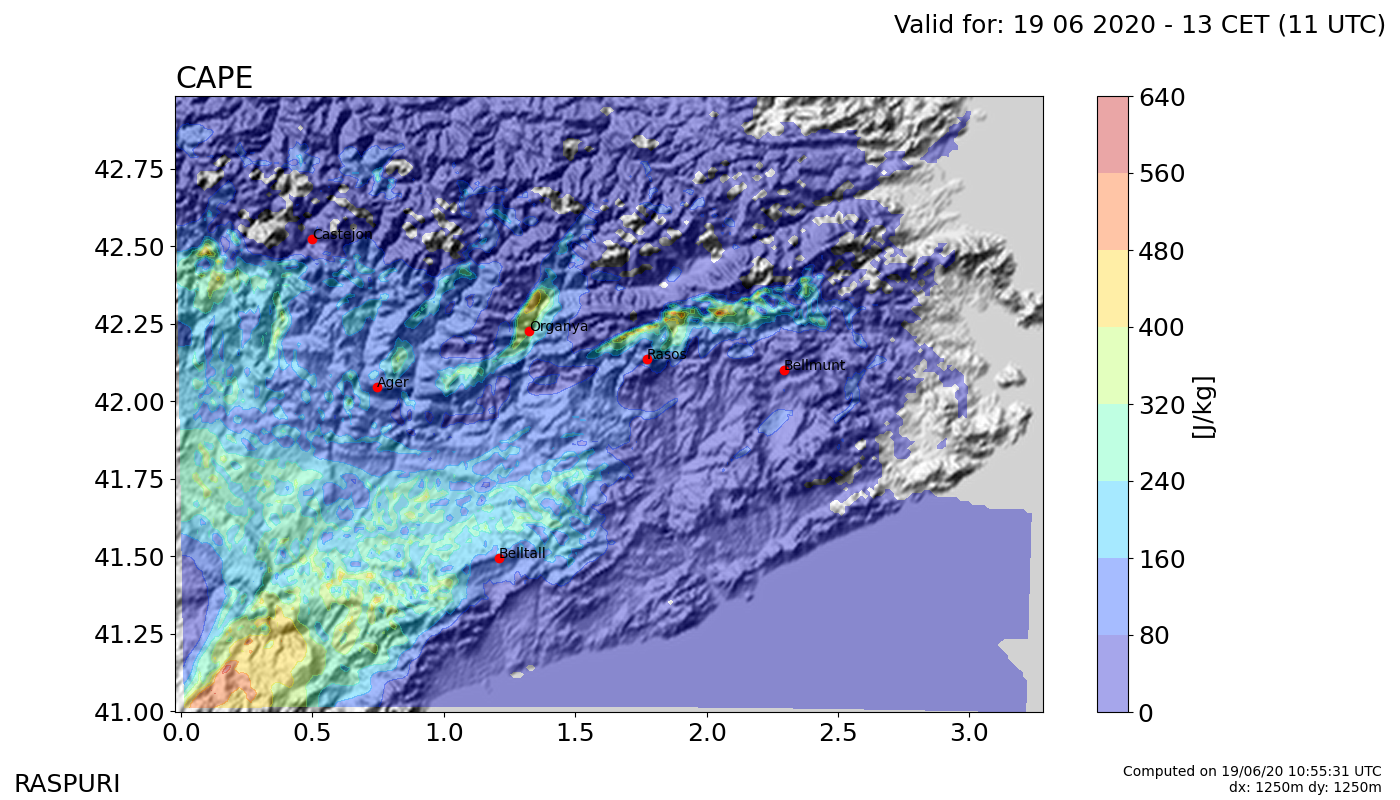 Valid for: 19 06 2020 - 13 CET (11 UTC)
CAPE
640
560
480
400
320
240
160
80
0
[J/kg]
42.75
42.50
42.25
42.00
41.75
41.50
41.25
41.00
Castejon
Organya
Rasos
Bellmunt
Ager
Belltall
0.0 0.5 1.0 1.5 2.0 2.5 3.0
RASPURI
Computed on 19/06/20 10:55:31 UTC
dx: 1250m dy: 1250m